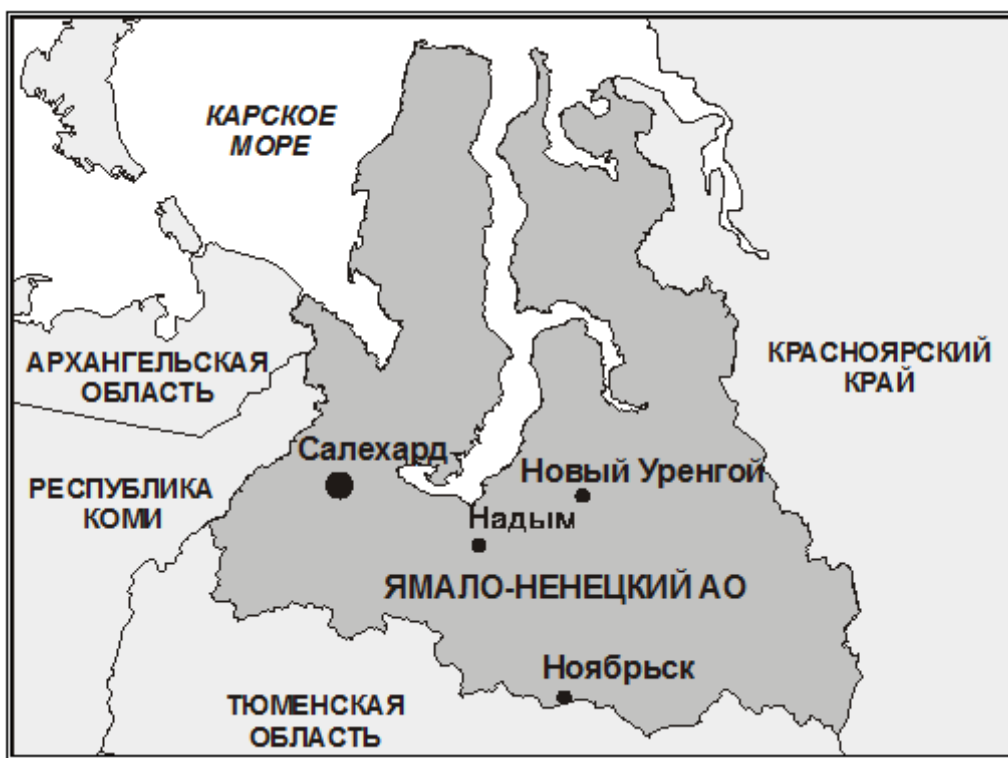 КАРСКОЕ
МОРЕ
АРХАНГЕЛЬСКАЯ
ОБЛАСТЬ
КРАСНОЯРСКИЙ
КРАЙ
Салехард
Новый Уренгой
РЕСПУБЛИКА
КОМИ
Надым
ЯМАЛО-НЕНЕЦКИЙ АО
Ноябрьск
ТЮМЕНСКАЯ
ОБЛАСТЬ